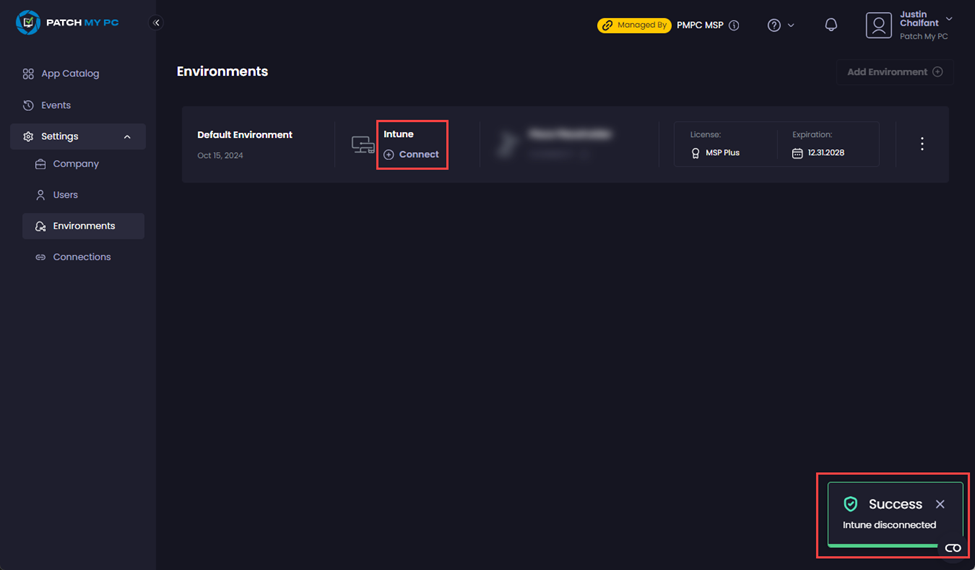 PATCH MY PC
Managed By PMPC MSP
Justin
Chalfant
Patch My PC
App Catalog
Events
Settings
Company
Users
Environments
Connections
Environments
Add Environment
Default Environment
Oct 15, 2024
Intune
Connect
License:
MSP Plus
Expiration:
12.31.2028
Success
Intune disconnected